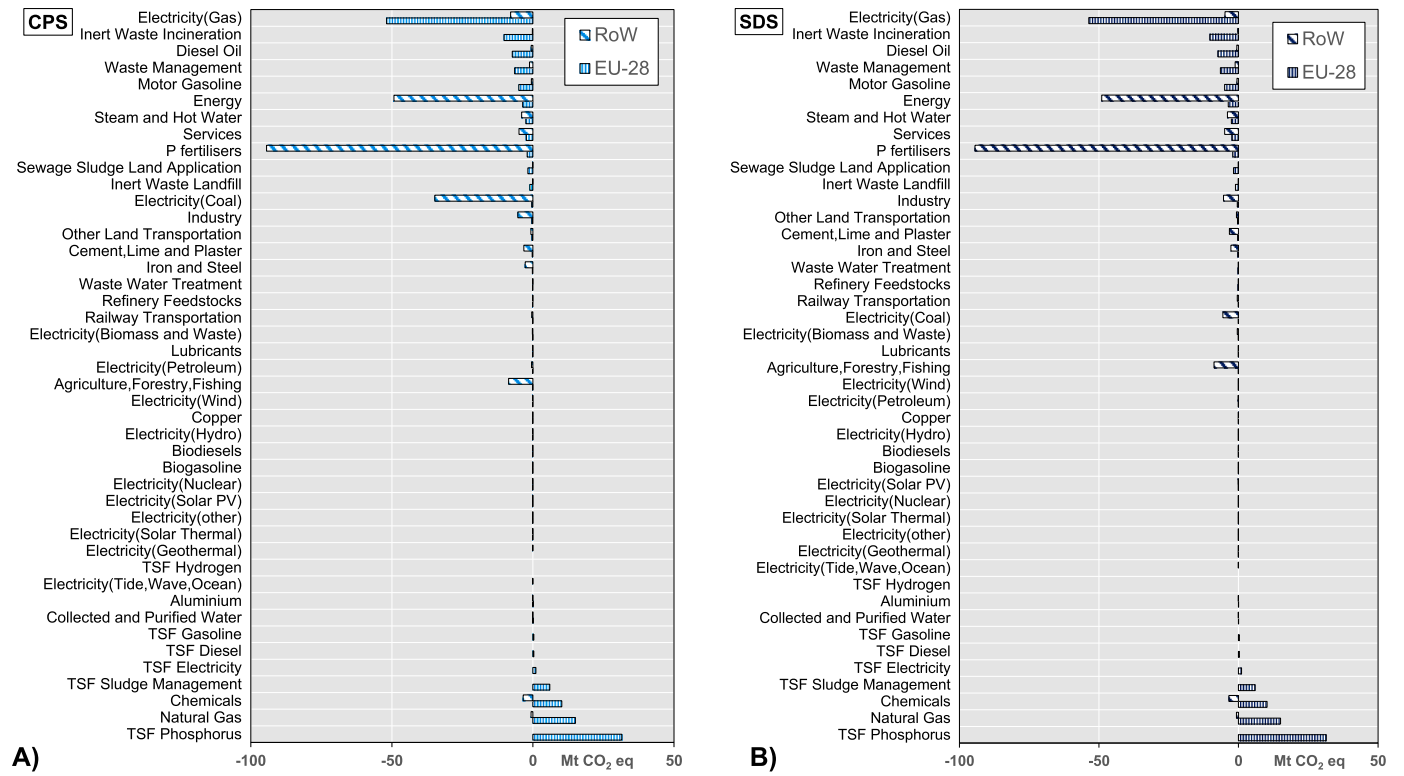 CPS
RoW
EU-28
Electricity(Gas)
Inert Waste Incineration
Diesel Oil
Waste Management
Motor Gasoline
Energy
Steam and Hot Water
Services
P fertilisers
Sewage Sludge Land Application
Inert Waste Landfill
Electricity(Coal)
Industry
Other Land Transportation
Cement,Lime and Plaster
Iron and Steel
Waste Water Treatment
Refinery Feedstocks
Railway Transportation
Electricity(Biomass and Waste)
Lubricants
Electricity(Petroleum)
Agriculture,Forestry,Fishing
Electricity(Wind)
Copper
Electricity(Hydro)
Biodiesels
Biogasoline
Electricity(Nuclear)
Electricity(Solar PV)
Electricity(other)
Electricity(Solar Thermal)
Electricity(Geothermal)
TSF Hydrogen
Electricity(Tide,Wave,Ocean)
Aluminium
Collected and Purified Water
TSF Gasoline
TSF Diesel
TSF Electricity
TSF Sludge Management
Chemicals
Natural Gas
TSF Phosphorus
A)
-100 -50 0 Mt CO2 eq 50
SDS
RoW
EU-28
Electricity(Gas)
Inert Waste Incineration
Diesel Oil
Waste Management
Motor Gasoline
Energy
Steam and Hot Water
Services
P fertilisers
Sewage Sludge Land Application
Inert Waste Landfill
Industry
Other Land Transportation
Cement,Lime and Plaster
Iron and Steel
Waste Water Treatment
Refinery Feedstocks
Railway Transportation
Electricity(Coal)
Electricity(Biomass and Waste)
Lubricants
Agriculture,Forestry,Fishing
Electricity(Wind)
Electricity(Petroleum)
Copper
Electricity(Hydro)
Biodiesels
Biogasoline
Electricity(Solar PV)
Electricity(Nuclear)
Electricity(Solar Thermal)
Electricity(other)
Electricity(Geothermal)
Electricity(Tide,Wave,Ocean)
TSF Hydrogen
Aluminium
Collected and Purified Water
TSF Gasoline
TSF Diesel
TSF Electricity
TSF Sludge Management
Chemicals
Natural Gas
TSF Phosphorus
B)
-100 -50 0 Mt CO2 eq 50